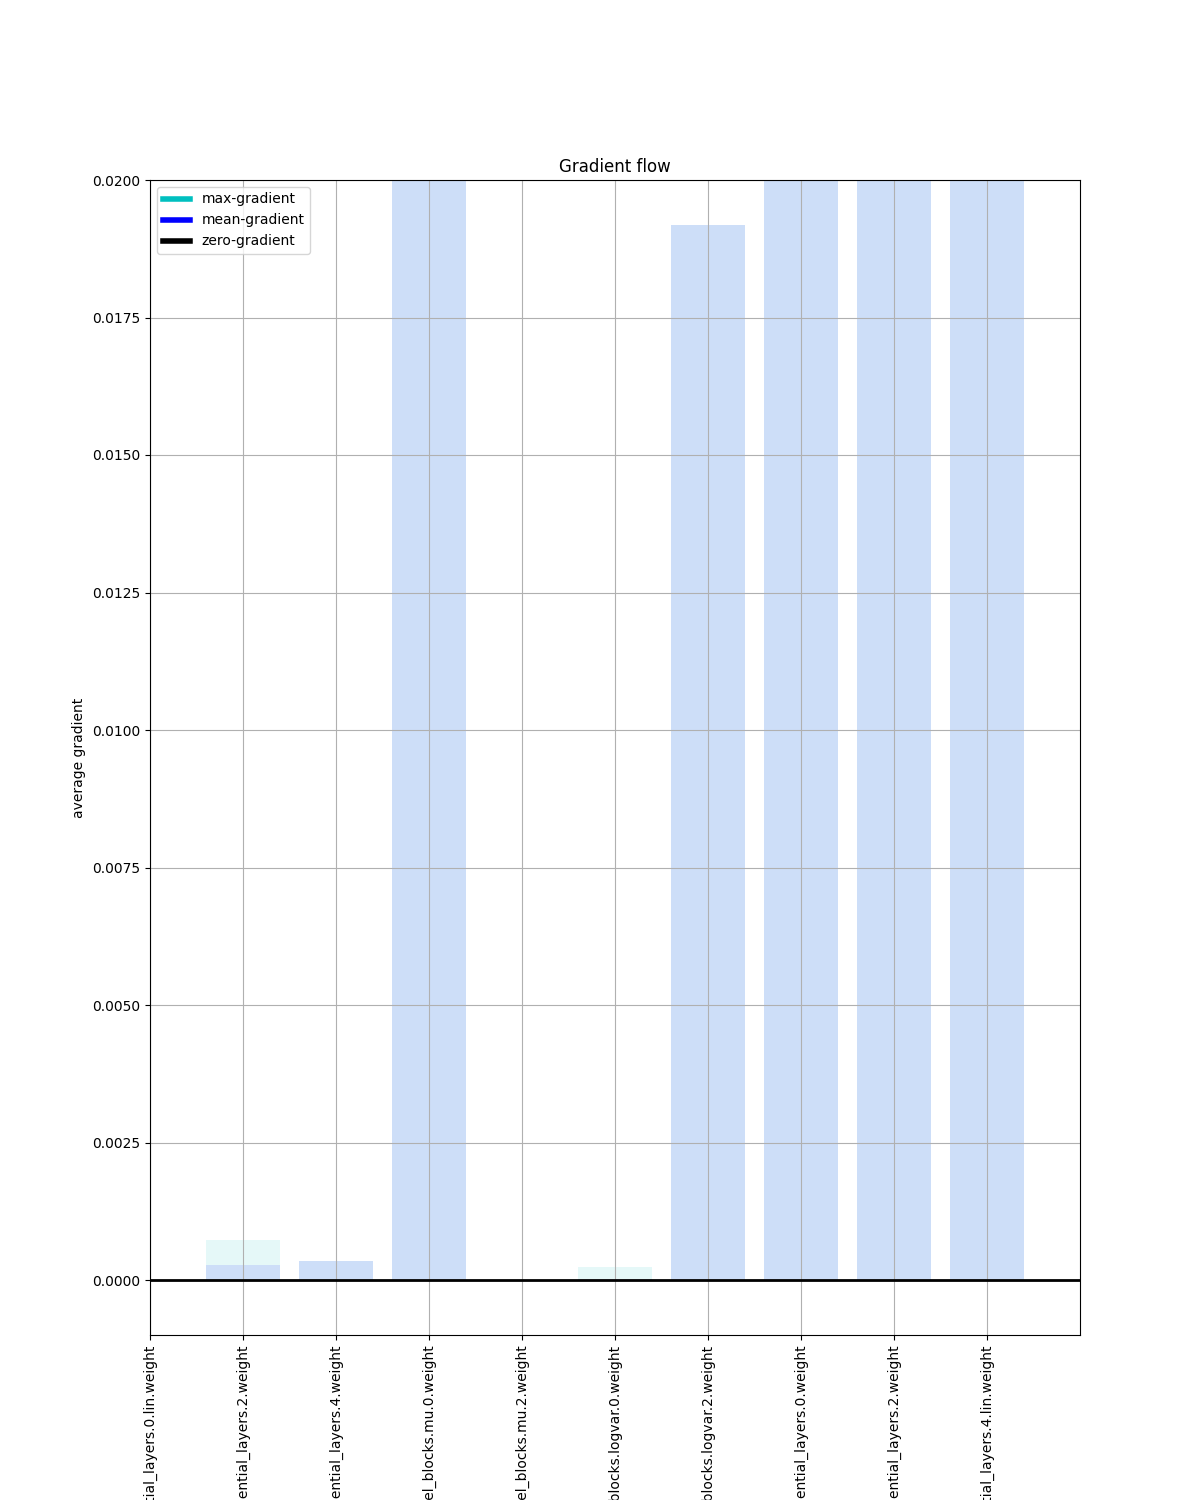 Gradient flow
max-gradient
mean-gradient
zero-gradient
0.0200
0.0175
0.0150
0.0125
0.0100
0.0075
0.0050
0.0025
0.0000
average gradient
tial_layers.0.lin.weight
ential_layers.2.weight
ential_layers.4.weight
el_blocks.mu.0.weight
el_blocks.mu.2.weight
blocks.logvar.0.weight
blocks.logvar.2.weight
ential_layers.0.weight
ential_layers.2.weight
tial_layers.4.lin.weight